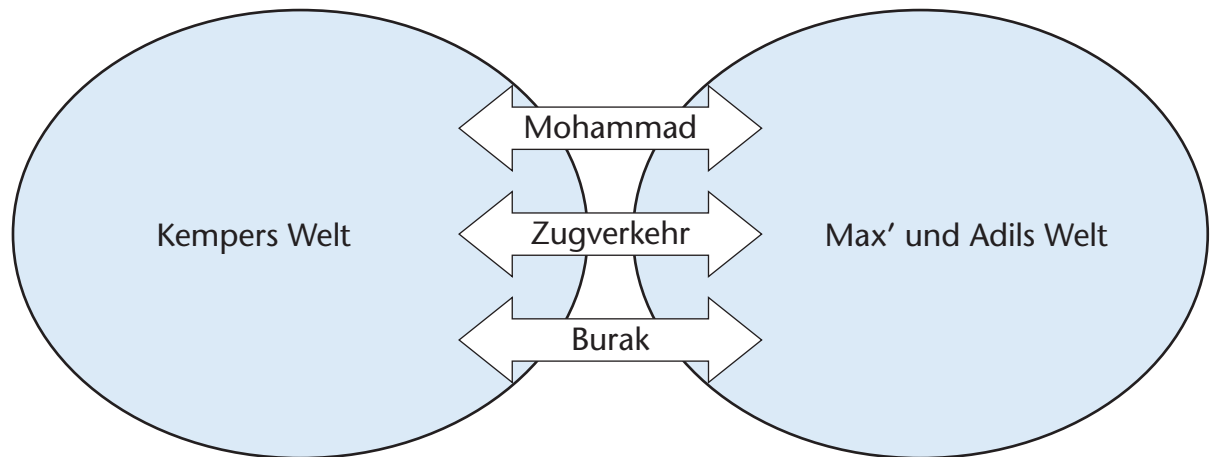 Mohammad
Kempers Welt
Zugverkehr
Max’ und Adils Welt
Burak